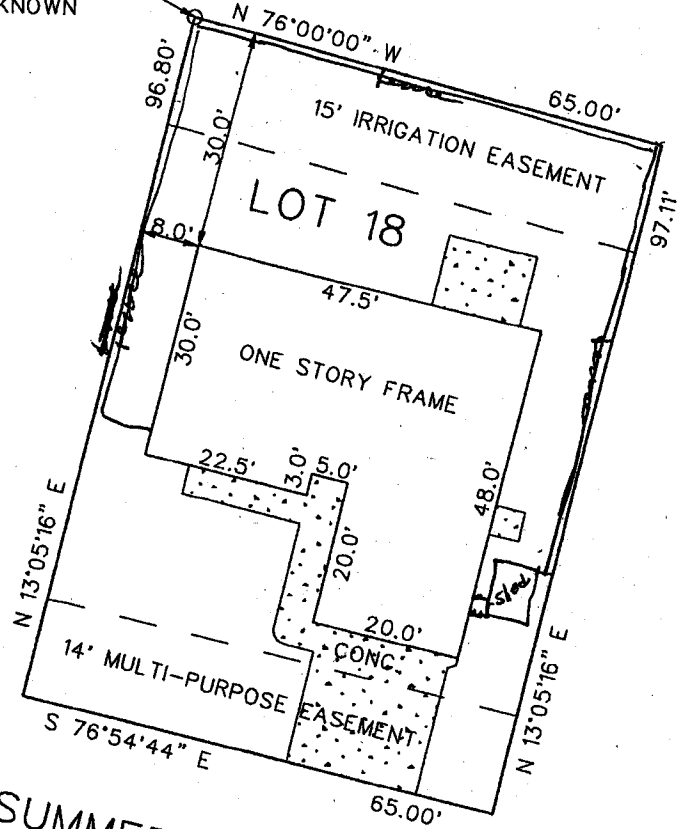 KNOWN
N 76°00'00" W
96.80'
65.00'
30.0'
15' IRRIGATION EASEMENT
LOT 18
97.11'
8.0'
47.5'
30.0'
ONE STORY FRAME
22.5'
3.0'
5.0'
48.0'
20.0'
N 13°05'16" E
shed
20.0'
CONC.
14' MULTI-PURPOSE EASEMENT
N 13°05'16" E
S 76°54'44" E
65.00'